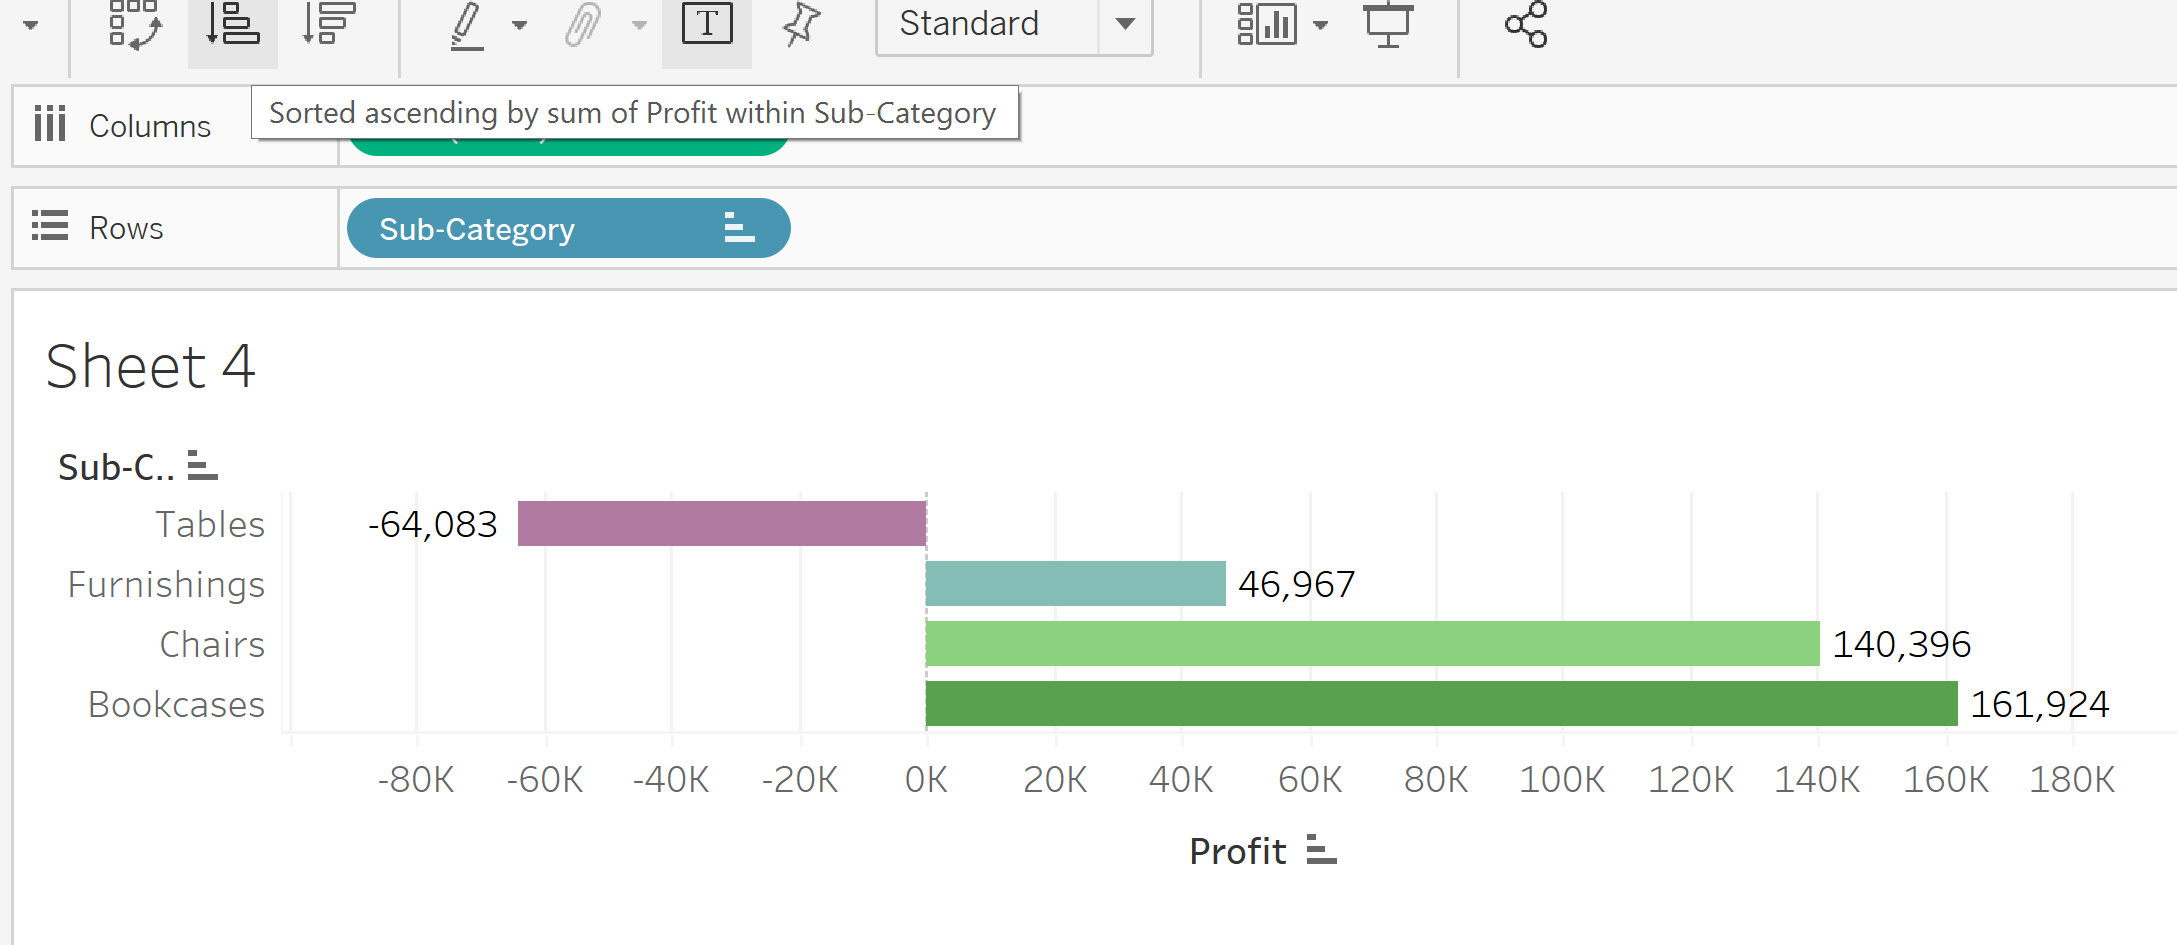 T
Standard
Sorted ascending by sum of Profit within Sub-Category
Columns
Rows
Sub-Category
Sheet 4
Sub-C..
Tables -64,083
Furnishings 46,967
Chairs 140,396
Bookcases 161,924
-80K -60K -40K -20K 0K 20K 40K 60K 80K 100K 120K 140K 160K 180K
Profit